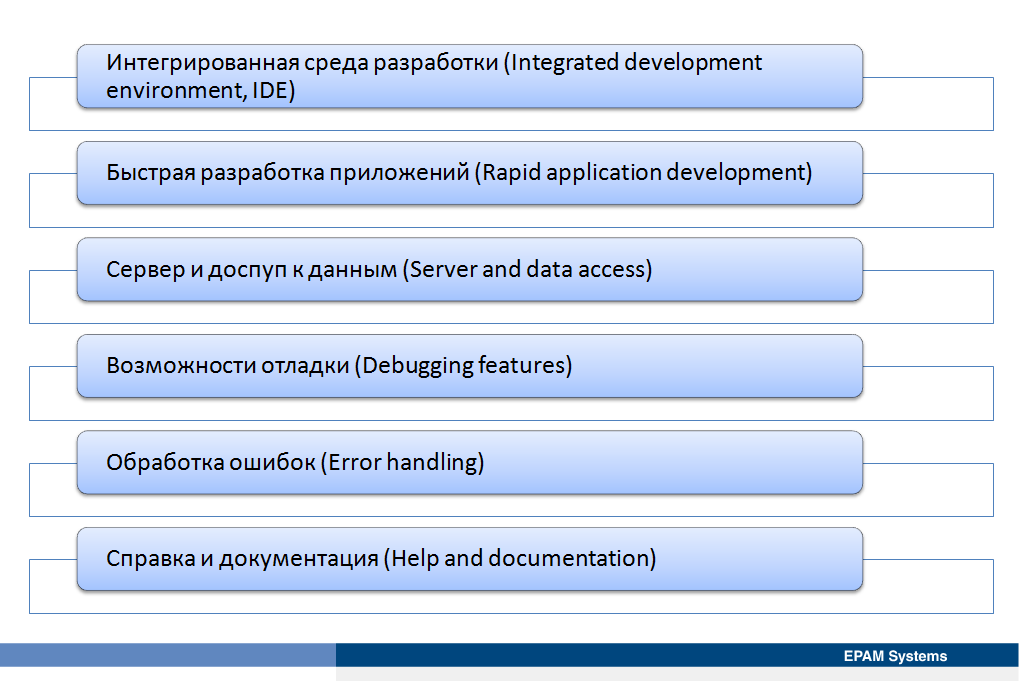 Интегрированная среда разработки (Integrated development
environment, IDE)
Быстрая разработка приложений (Rapid application development)
Сервер и доспуп к данным (Server and data access)
Возможности отладки (Debugging features)
Обработка ошибок (Error handling)
Справка и документация (Help and documentation)
EPAM Systems